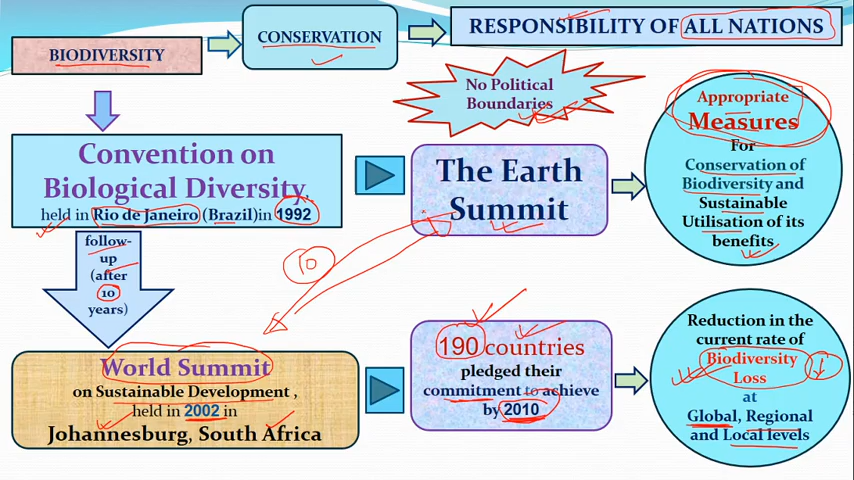 BIODIVERSITY
CONSERVATION
RESPONSIBILITY OF ALL NATIONS
No Political
Boundaries
Convention on
Biological Diversity,
held in Rio de Janeiro (Brazil)in 1992
The Earth
Summit
Appropriate
Measures
For
Conservation of
Biodiversity and
Sustainable
Utilisation of its
benefits
follow-
up
(after
10
years)
10
World Summit
on Sustainable Development ,
held in 2002 in
Johannesburg, South Africa
190 countries
pledged their
commitment to achieve
by 2010
Reduction in the
current rate of
Biodiversity
Loss
at
Global, Regional
and Local levels